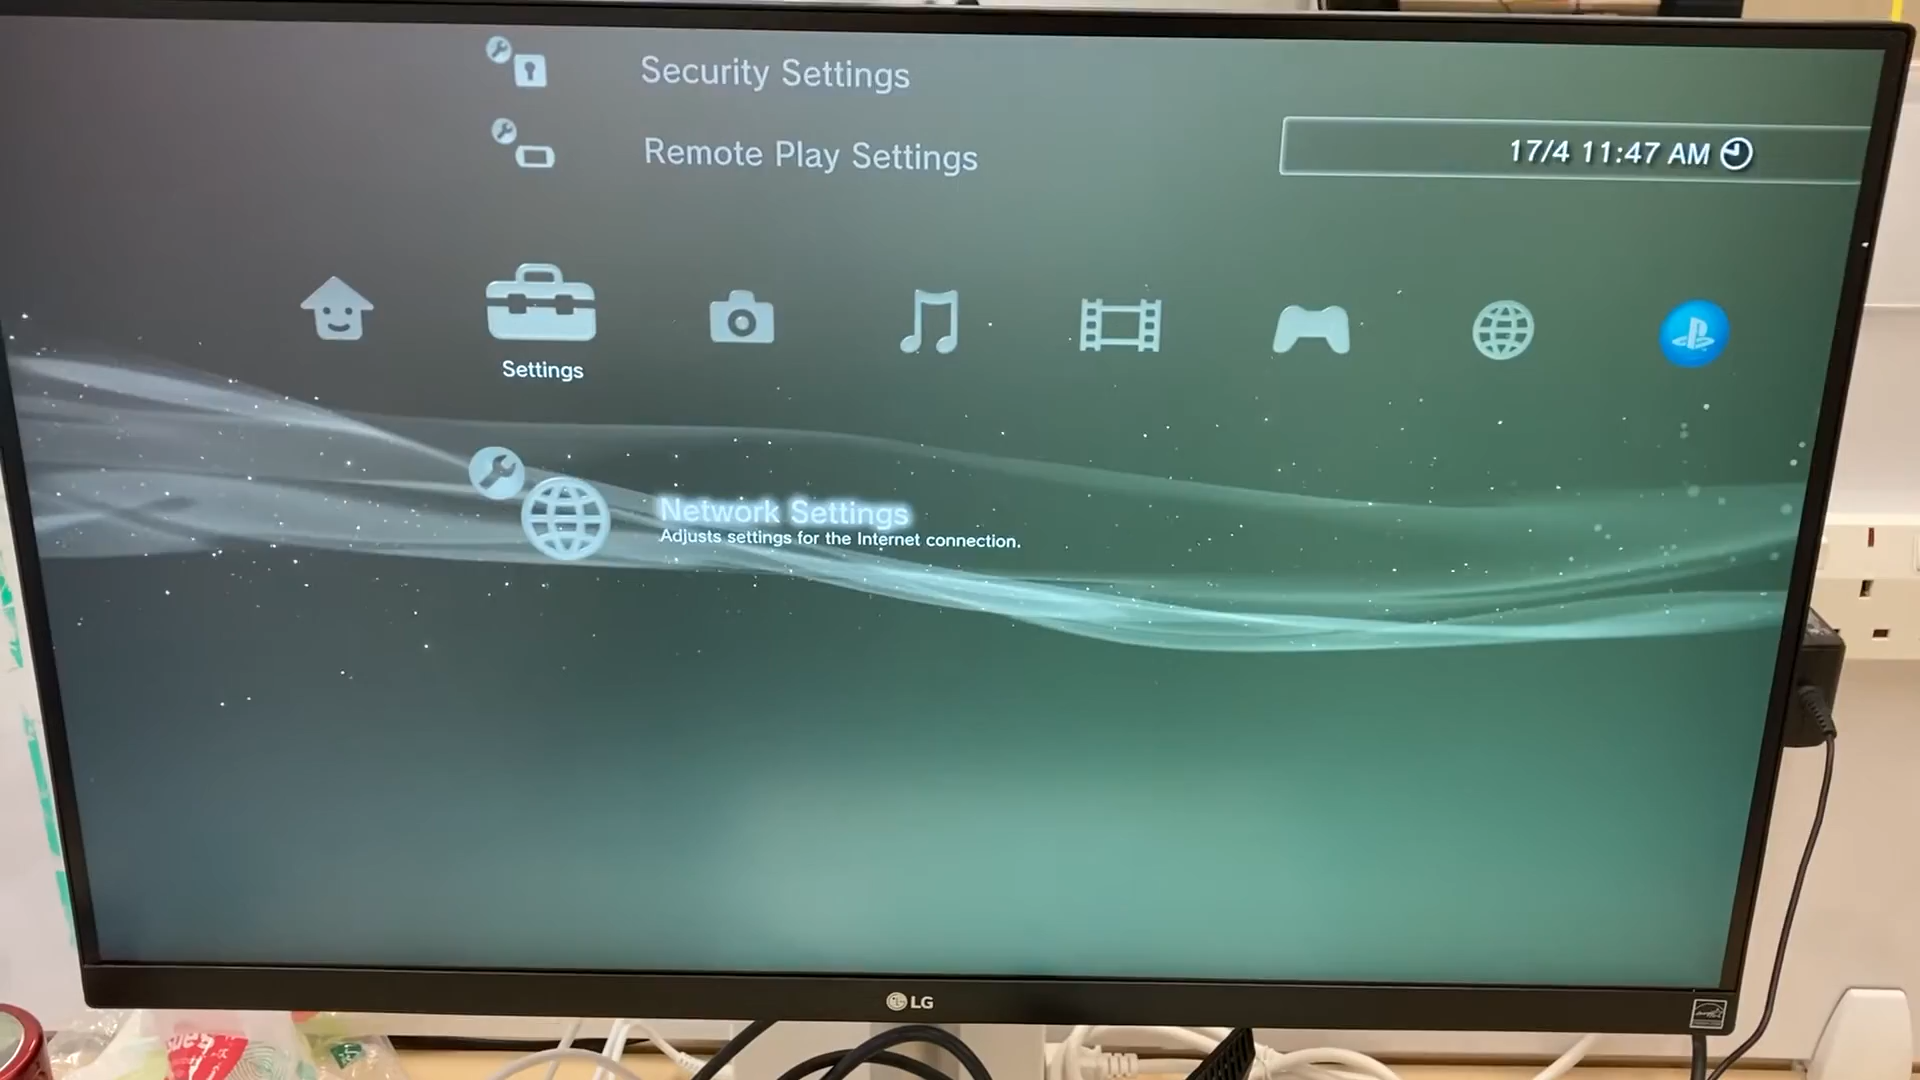 Security Settings
Remote Play Settings
17/4 11:47 AM
Settings
Network Settings
Adjusts settings for the Internet connection.
LG